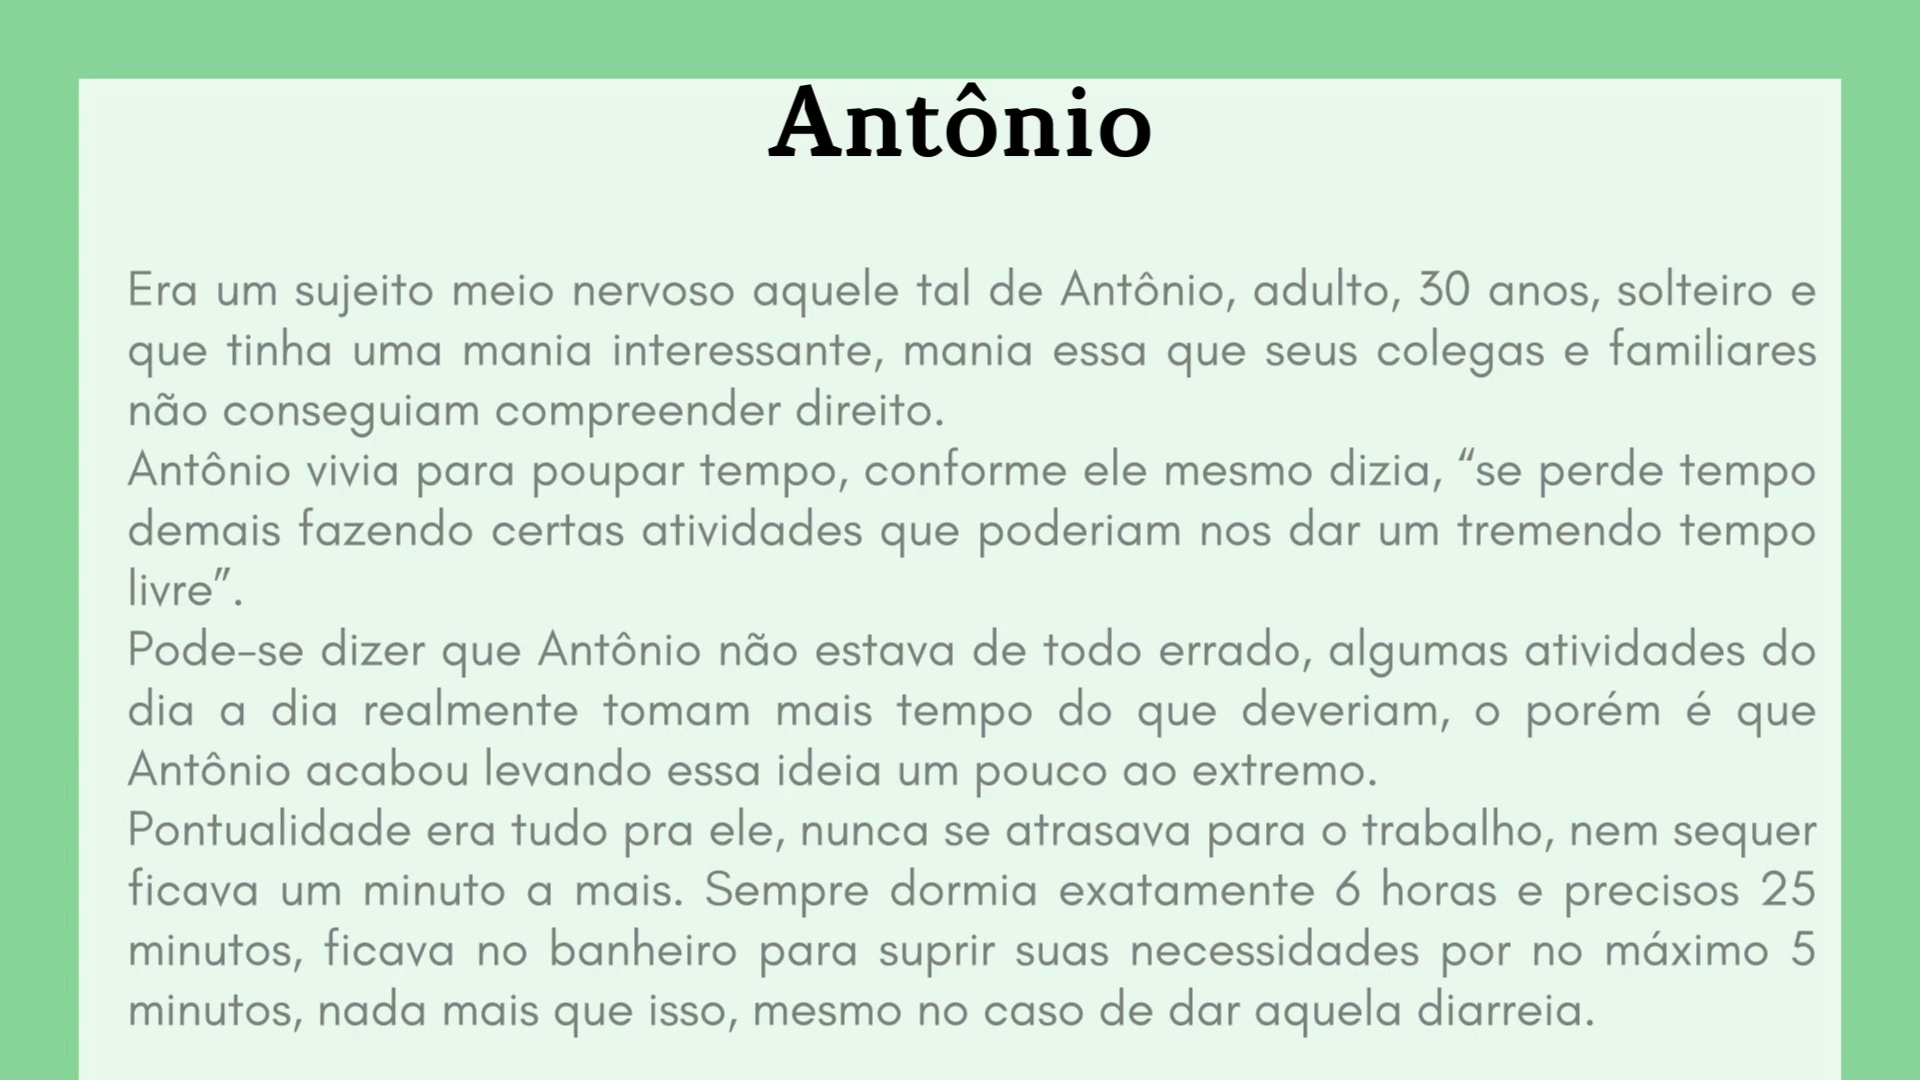 Antônio
Era um sujeito meio nervoso aquele tal de Antônio, adulto, 30 anos, solteiro e
que tinha uma mania interessante, mania essa que seus colegas e familiares
não conseguiam compreender direito.
Antônio vivia para poupar tempo, conforme ele mesmo dizia, “se perde tempo
demais fazendo certas atividades que poderiam nos dar um tremendo tempo
livre”.
Pode-se dizer que Antônio não estava de todo errado, algumas atividades do
dia a dia realmente tomam mais tempo do que deveriam, o porém é que
Antônio acabou levando essa ideia um pouco ao extremo.
Pontualidade era tudo pra ele, nunca se atrasava para o trabalho, nem sequer
ficava um minuto a mais. Sempre dormia exatamente 6 horas e precisos 25
minutos, ficava no banheiro para suprir suas necessidades por no máximo 5
minutos, nada mais que isso, mesmo no caso de dar aquela diarreia.